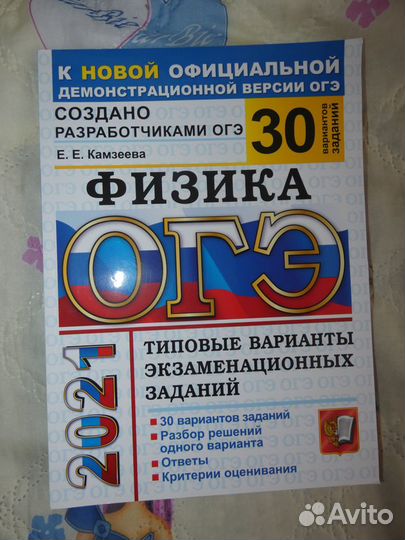 К НОВОЙ ОФИЦИАЛЬНОЙ
ДЕМОНСТРАЦИОННОЙ ВЕРСИИ ОГЭ
СОЗДАНО
РАЗРАБОТЧИКАМИ ОГЭ
30
вариантов
заданий
Е. Е. Камзеева
ФИЗИКА
ОГЭ
2021
ТИПОВЫЕ ВАРИАНТЫ
ЭКЗАМЕНАЦИОННЫХ
ЗАДАНИЙ
30 вариантов заданий
Разбор решений
одного варианта
Ответы
Критерии оценивания
Avito